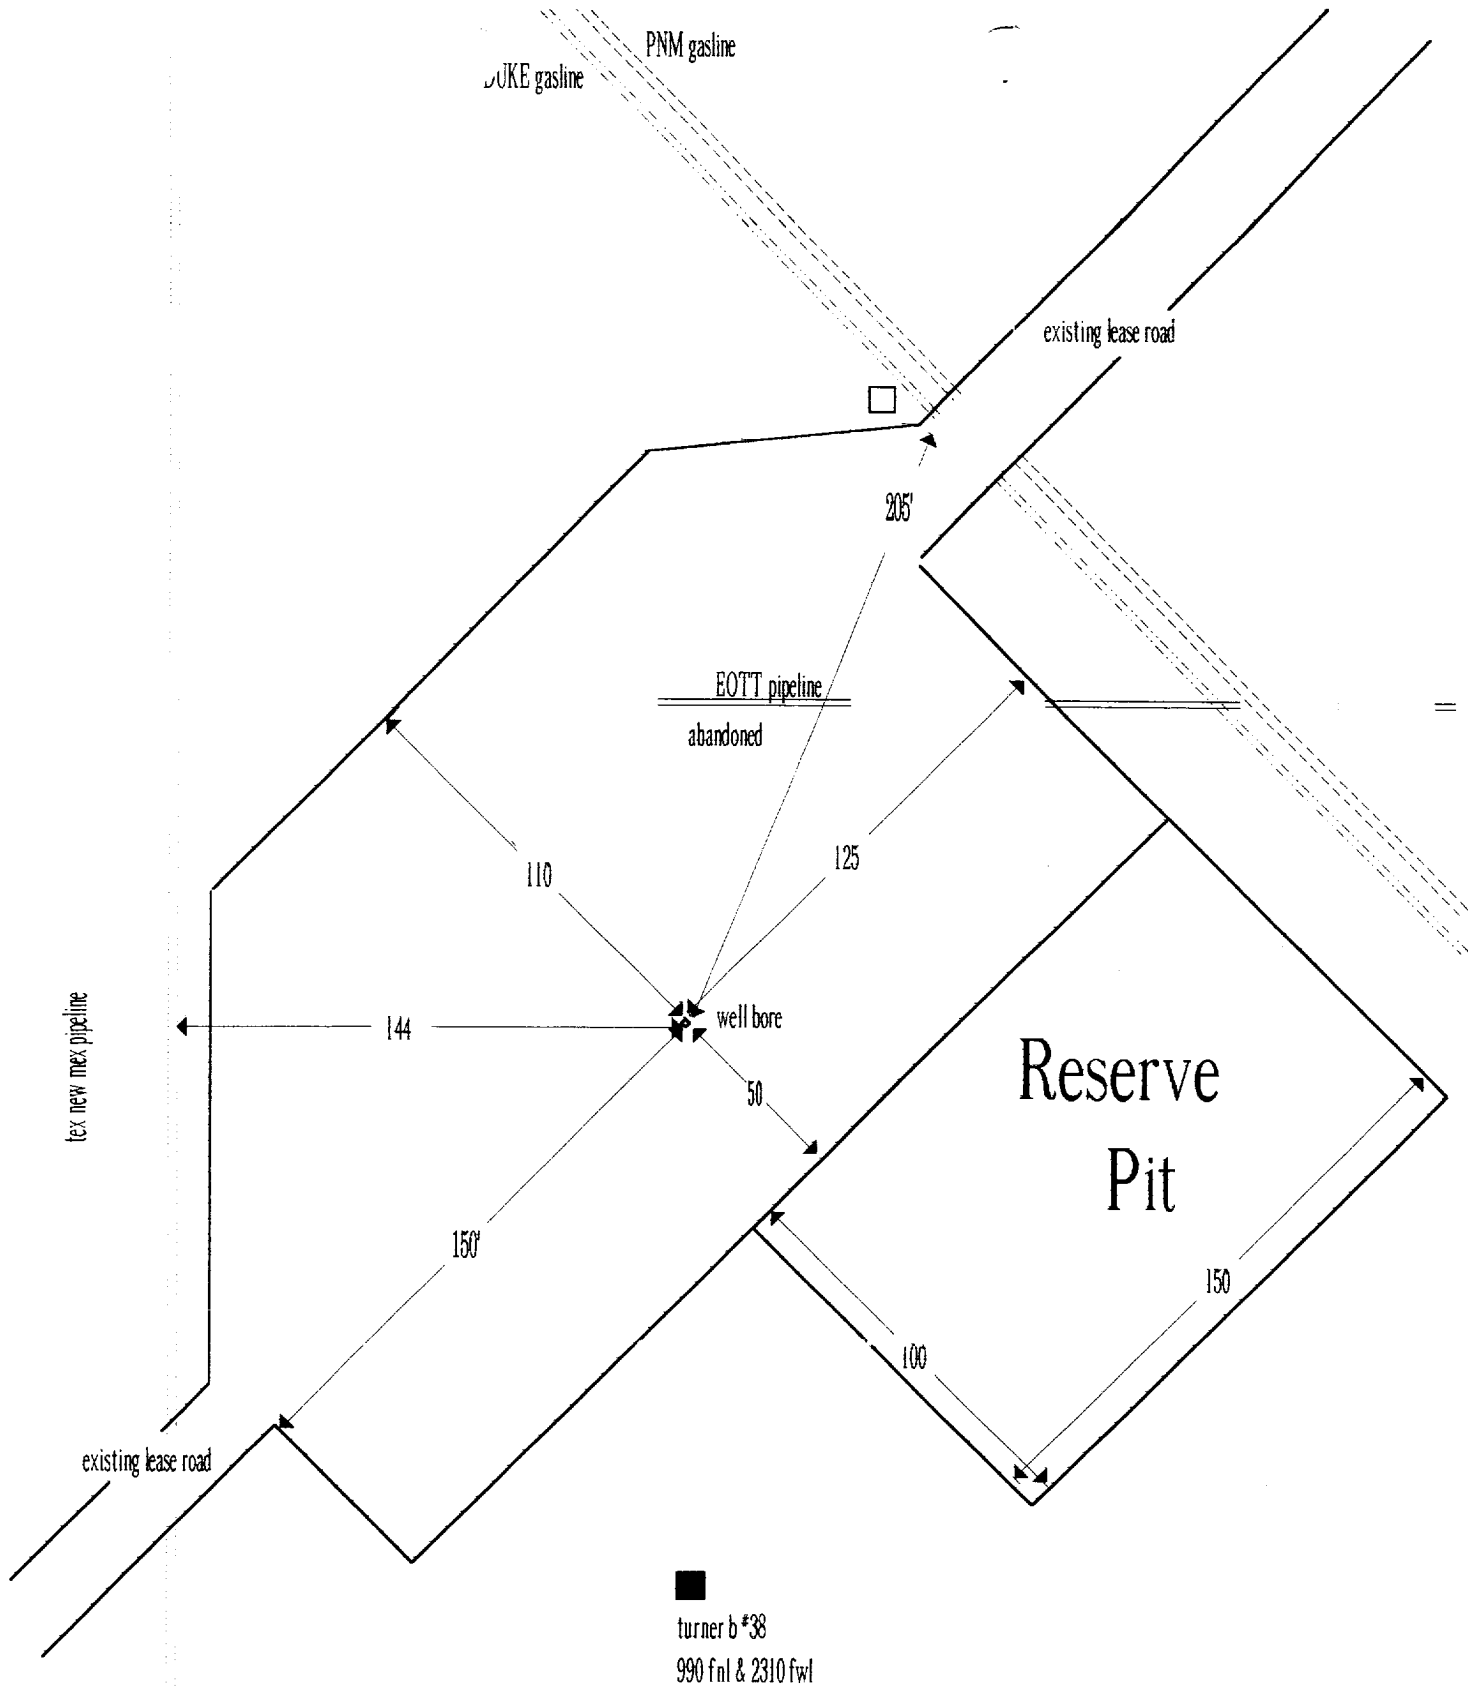 PNM gasline
DUKE gasline
existing lease road
205'
EOTT pipeline
abandoned
125
110
well bore
144
tex new mex pipeline
50
Reserve
Pit
150'
150
100
existing lease road
turner b #38
990 fnl & 2310 fwl